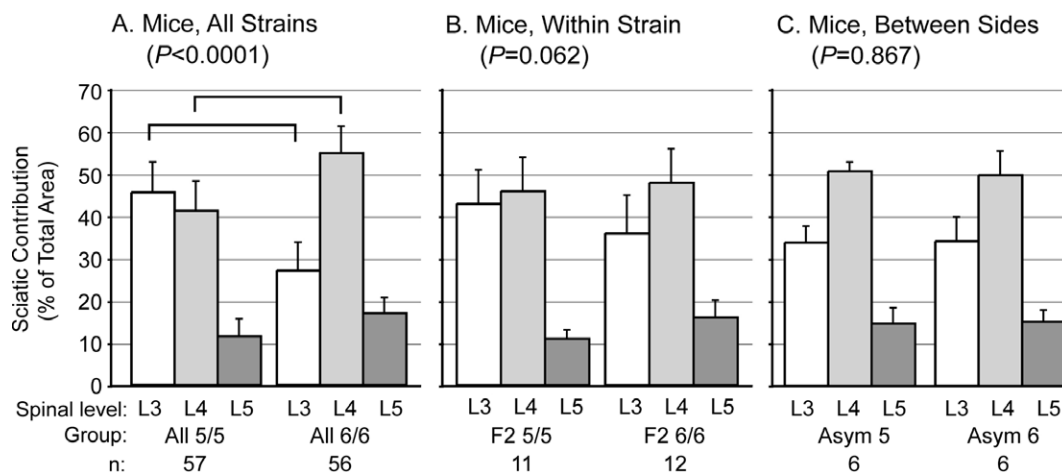 A. Mice, All Strains
(P<0.0001)
B. Mice, Within Strain
(P=0.062)
C. Mice, Between Sides
(P=0.867)
Sciatic Contribution
(% of Total Area)
70
60
50
40
30
20
10
0
Spinal level: L3 L4 L5 L3 L4 L5 L3 L4 L5 L3 L4 L5 L3 L4 L5 L3 L4 L5
Group: All 5/5 All 6/6 F2 5/5 F2 6/6 Asym 5 Asym 6
n: 57 56 11 12 6 6